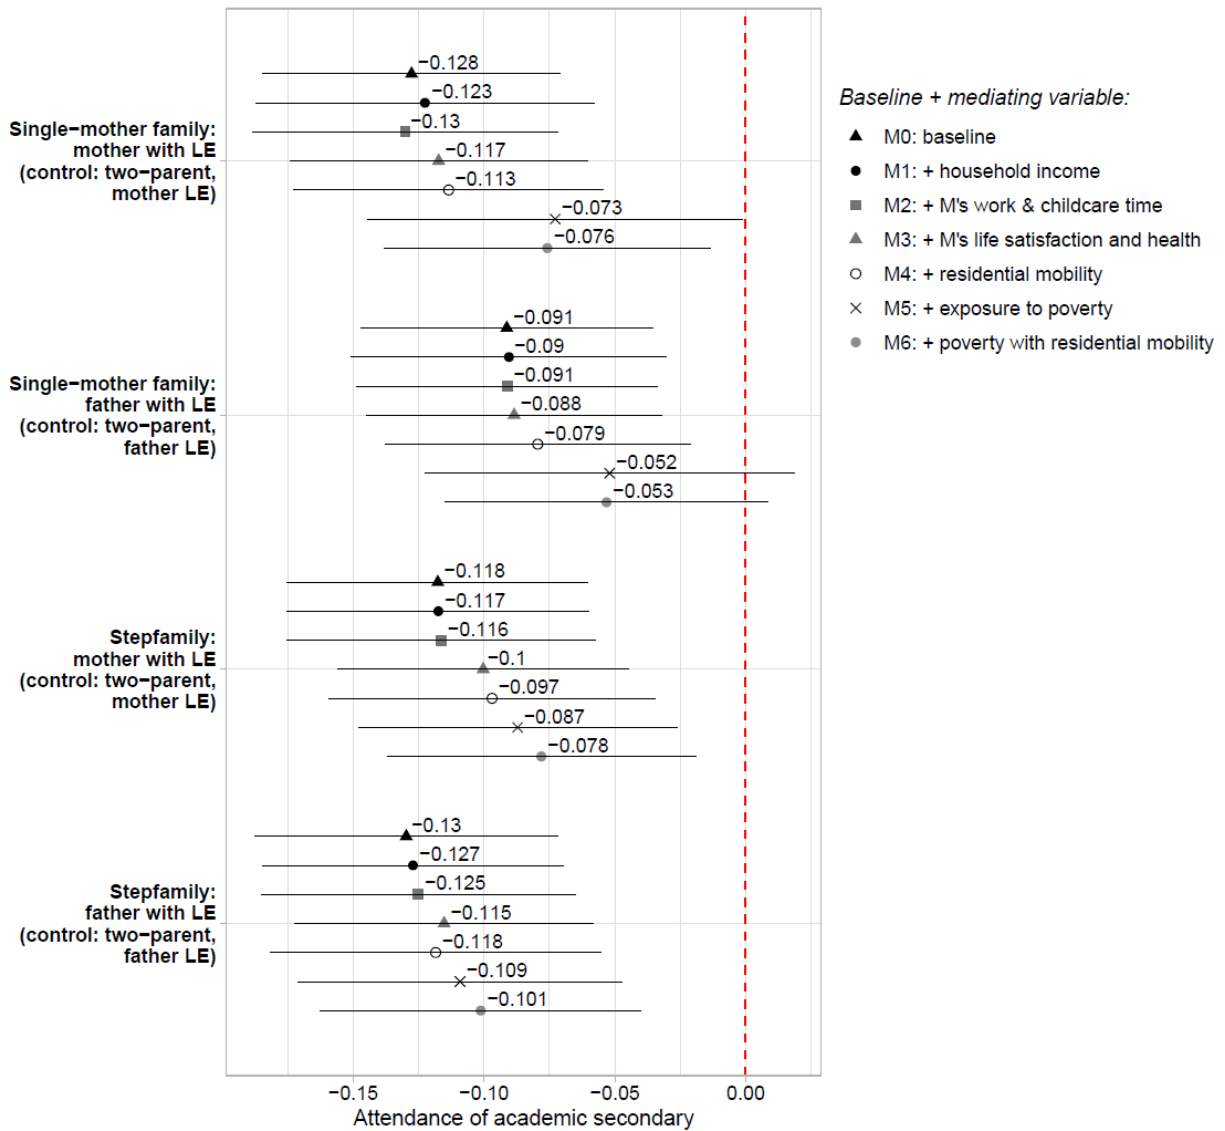 −0.128
−0.123
−0.13
−0.117
−0.113
−0.073
−0.076
Single−mother family:
mother with LE
(control: two−parent,
mother LE)
−0.091
−0.09
−0.091
−0.088
−0.079
−0.052
−0.053
Single−mother family:
father with LE
(control: two−parent,
father LE)
−0.118
−0.117
−0.116
−0.1
−0.097
−0.087
−0.078
Stepfamily:
mother with LE
(control: two−parent,
mother LE)
−0.13
−0.127
−0.125
−0.115
−0.118
−0.109
−0.101
Stepfamily:
father with LE
(control: two−parent,
father LE)
−0.15 −0.10 −0.05 0.00
Attendance of academic secondary
Baseline + mediating variable:
M0: baseline
M1: + household income
M2: + M's work & childcare time
M3: + M's life satisfaction and health
M4: + residential mobility
M5: + exposure to poverty
M6: + poverty with residential mobility